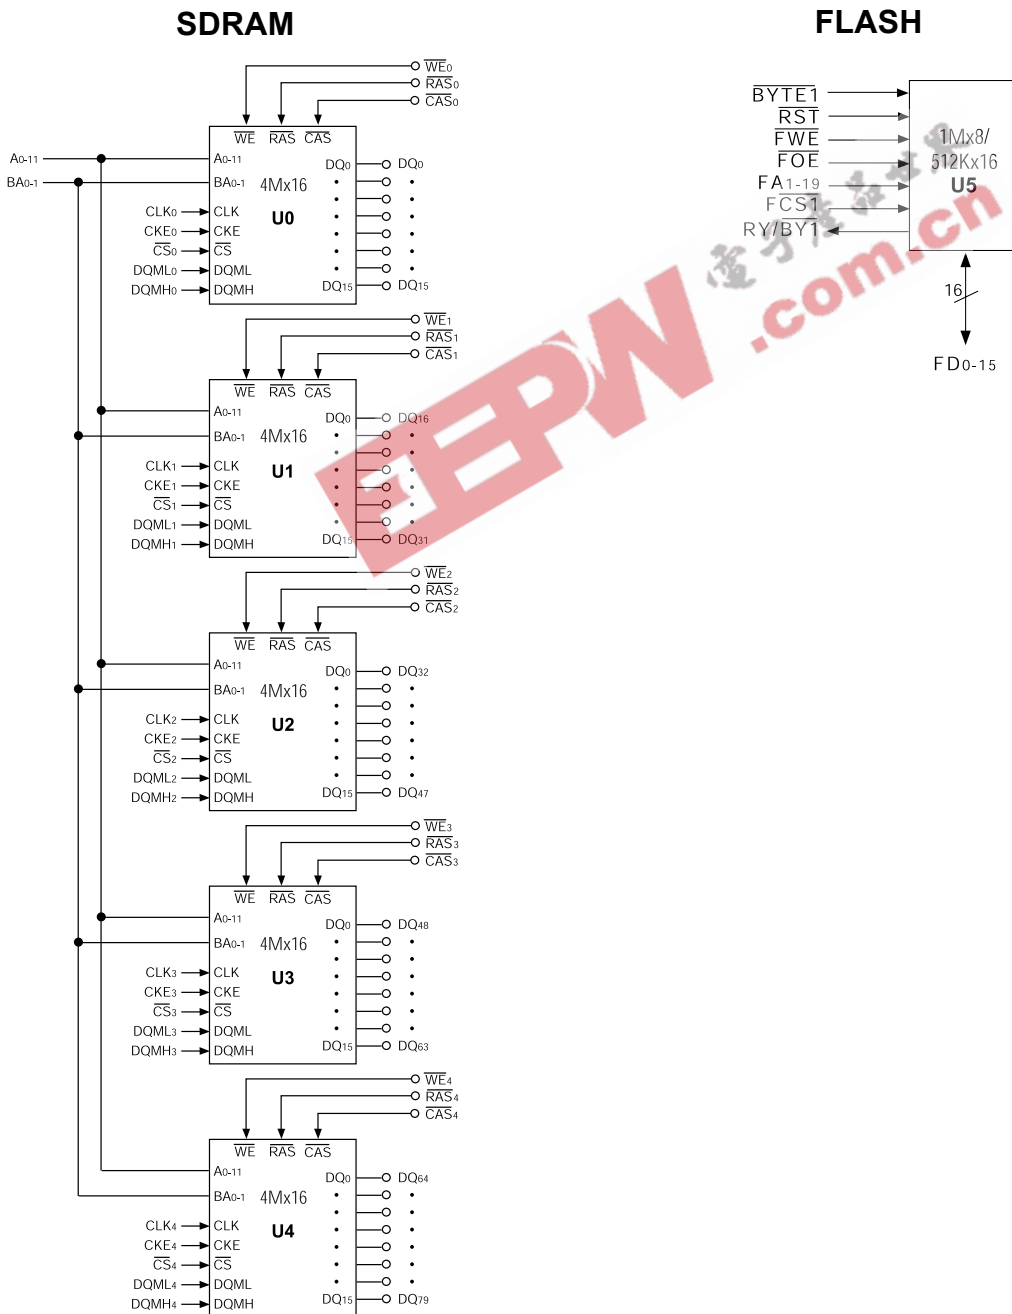 SDRAM
WE0
RAS0
CAS0
WE RAS CAS
A0-11 A0-11
BA0-1 BA0-1
4Mx16
U0
CLK0 CLK
CKE0 CKE
CS0 CS
DQML0 DQML
DQMH0 DQMH
DQ0 DQ0
DQ15 DQ15
WE1
RAS1
CAS1
WE RAS CAS
A0-11
BA0-1
4Mx16
U1
CLK1 CLK
CKE1 CKE
CS1 CS
DQML1 DQML
DQMH1 DQMH
DQ0 DQ16
DQ15 DQ31
WE2
RAS2
CAS2
WE RAS CAS
A0-11
BA0-1
4Mx16
U2
CLK2 CLK
CKE2 CKE
CS2 CS
DQML2 DQML
DQMH2 DQMH
DQ0 DQ32
DQ15 DQ47
WE3
RAS3
CAS3
WE RAS CAS
A0-11
BA0-1
4Mx16
U3
CLK3 CLK
CKE3 CKE
CS3 CS
DQML3 DQML
DQMH3 DQMH
DQ0 DQ48
DQ15 DQ63
WE4
RAS4
CAS4
WE RAS CAS
A0-11
BA0-1
4Mx16
U4
CLK4 CLK
CKE4 CKE
CS4 CS
DQML4 DQML
DQMH4 DQMH
DQ0 DQ64
DQ15 DQ79
FLASH
BYTE1
RST
FWE
FOE
FA1-19
FCS1
RY/BY1
1Mx8/
512Kx16
U5
16
FD0-15
EEPW
.com.cn
電子產品世界